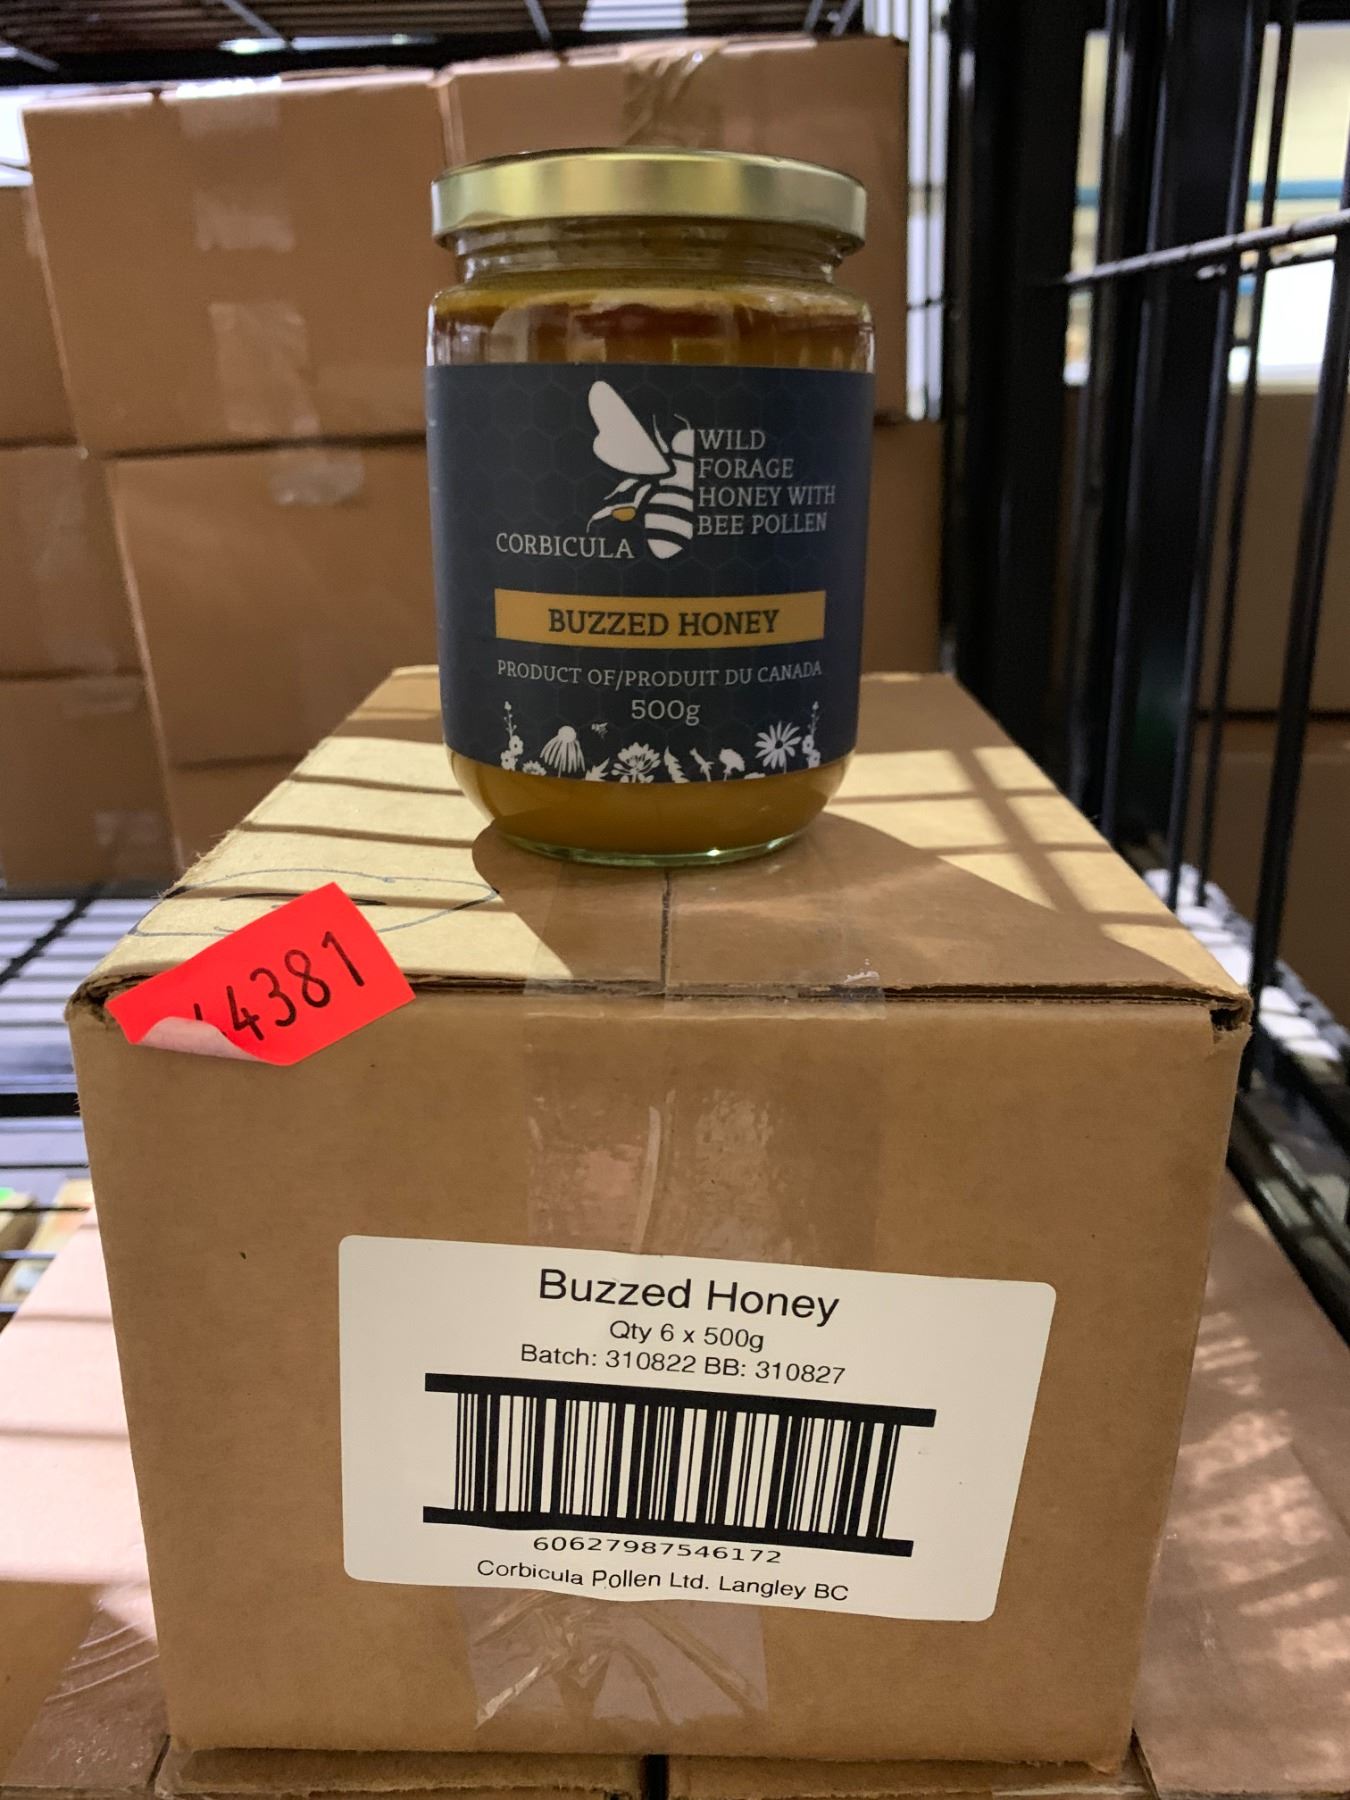 WILD
FORAGE
HONEY WITH
BEE POLLEN
CORBICULA
BUZZED HONEY
PRODUCT OF/PRODUIT DU CANADA
500g
4381
Buzzed Honey
Qty 6 x 500g
Batch: 310822 BB: 310827
60627987546172
Corbicula Pollen Ltd. Langley BC